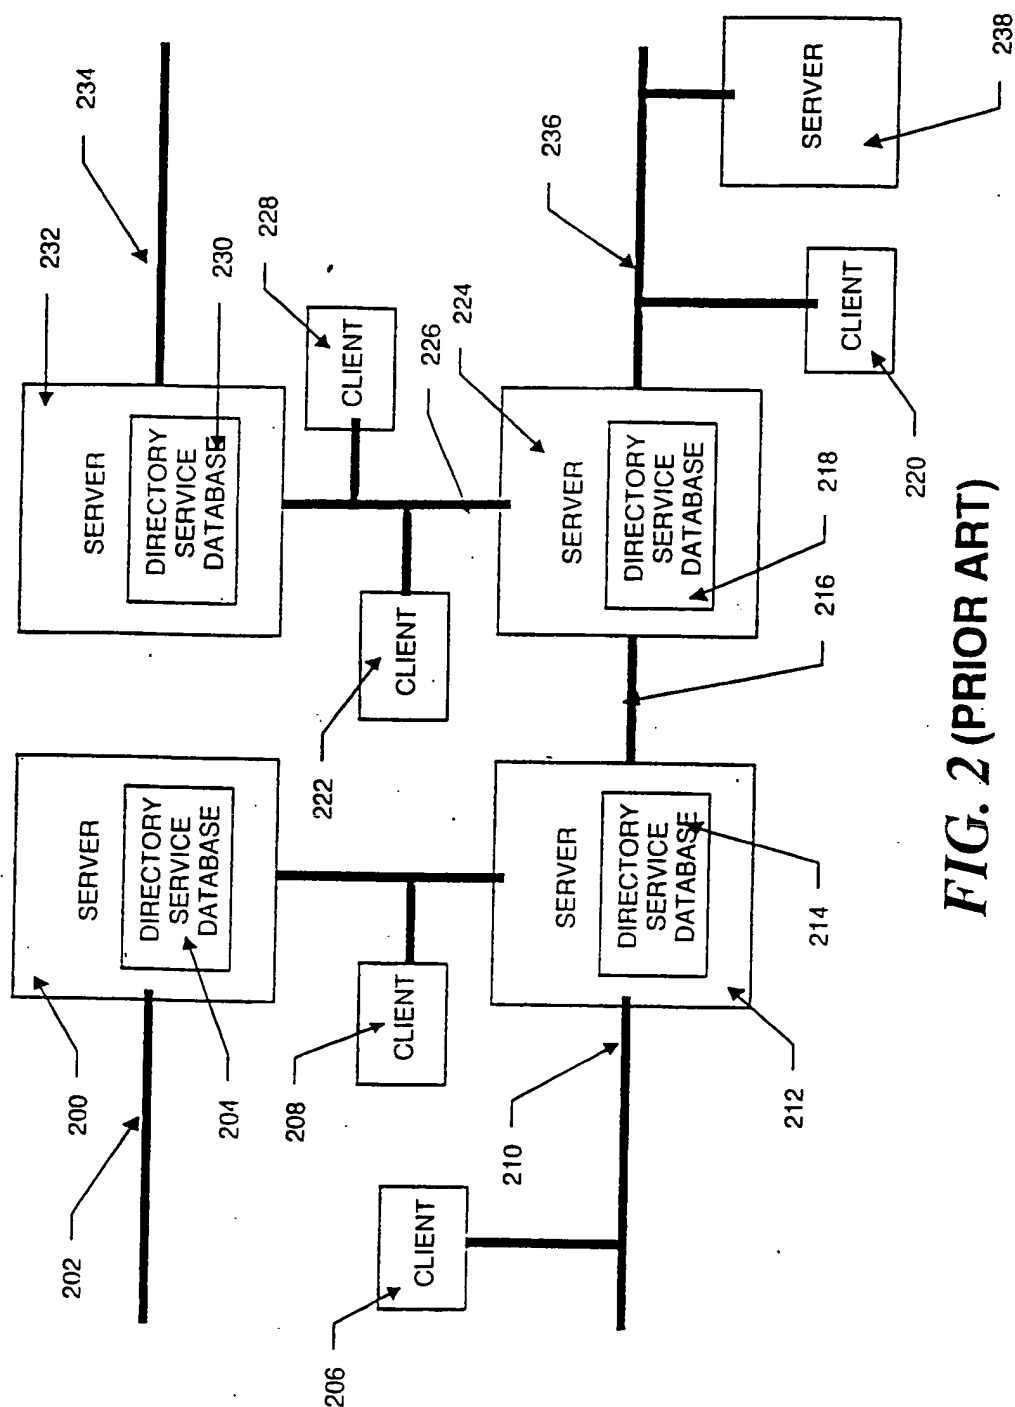 202
200
SERVER
DIRECTORY
SERVICE
DATABASE
204
232
234
SERVER
DIRECTORY
SERVICE
DATABASE
230
208
CLIENT
222
CLIENT
CLIENT
228
226
206
CLIENT
210
SERVER
DIRECTORY
SERVICE
DATABASE
212
214
216
SERVER
DIRECTORY
SERVICE
DATABASE
224
218
236
CLIENT
220
SERVER
238
FIG. 2 (PRIOR ART)